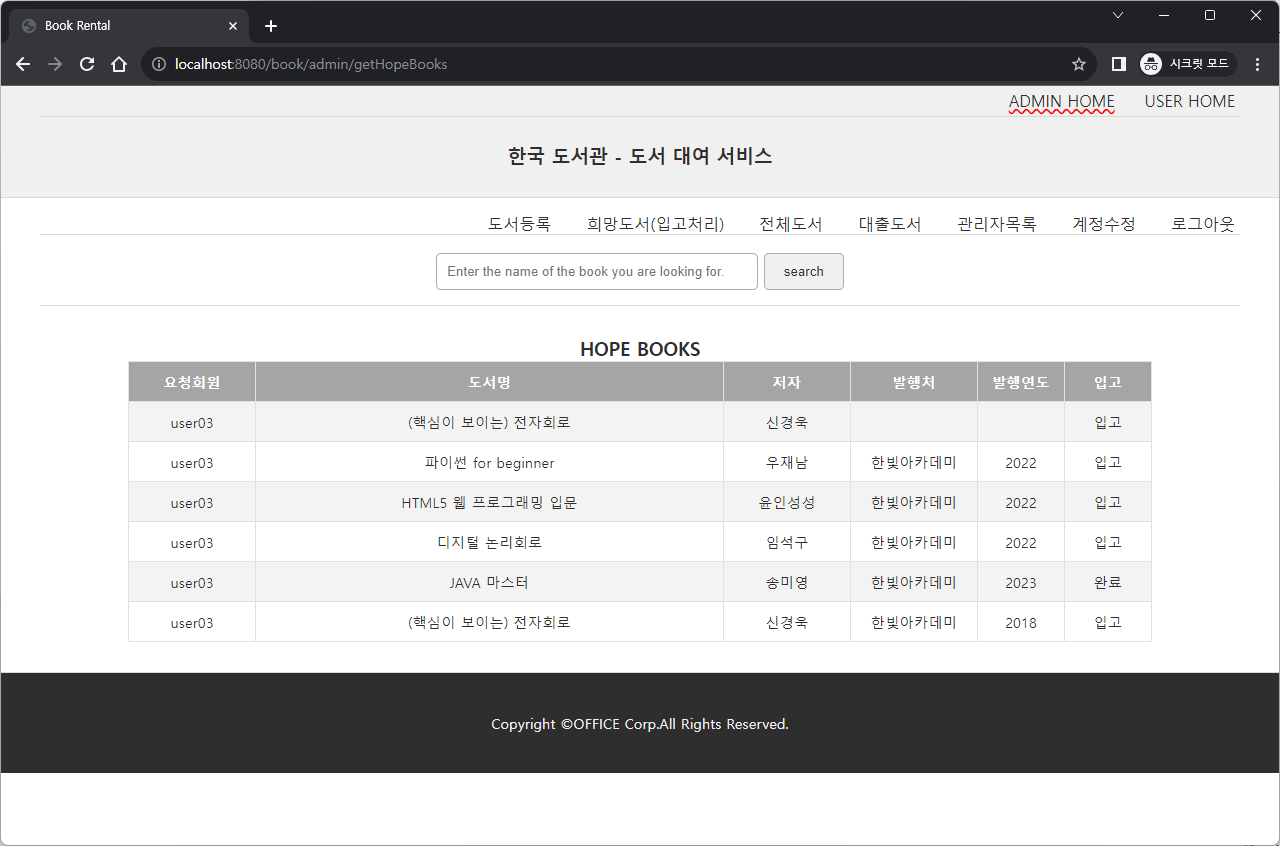 Book Rental
localhost:8080/book/admin/getHopeBooks
시크릿 모드
ADMIN HOME USER HOME
한국 도서관 - 도서 대여 서비스
도서등록 희망도서(입고처리) 전체도서 대출도서 관리자목록 계정수정 로그아웃
Enter the name of the book you are looking for. search
HOPE BOOKS
요청회원 도서명 저자 발행처 발행연도 입고
user03 (핵심이 보이는) 전자회로 신경욱 입고
user03 파이썬 for beginner 우재남 한빛아카데미 2022 입고
user03 HTML5 웹 프로그래밍 입문 윤인성성 한빛아카데미 2022 입고
user03 디지털 논리회로 임석구 한빛아카데미 2022 입고
user03 JAVA 마스터 송미영 한빛아카데미 2023 완료
user03 (핵심이 보이는) 전자회로 신경욱 한빛아카데미 2018 입고
Copyright ©OFFICE Corp.All Rights Reserved.